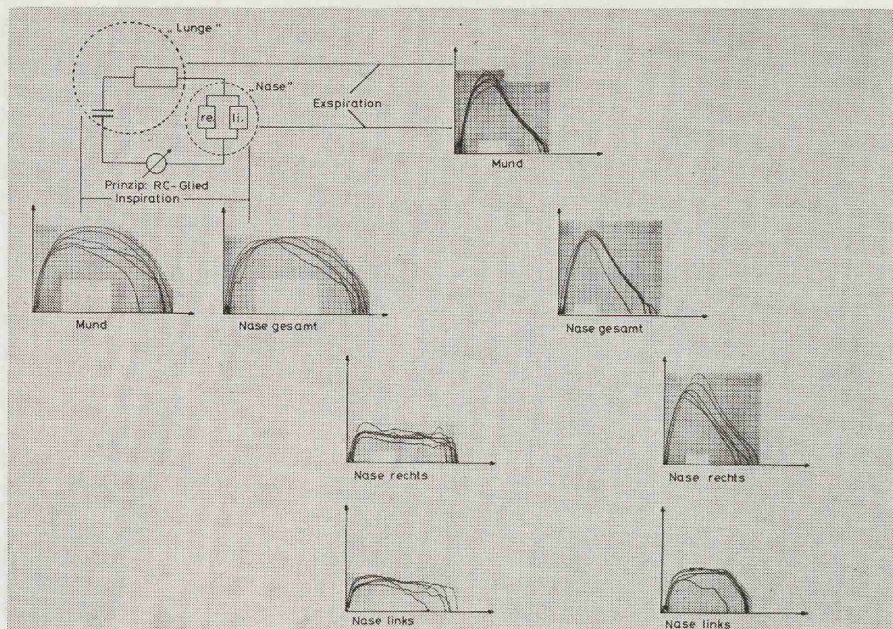 „Lunge"
„Nase"
re.
li.
Exspiration
Prinzip: RC-Glied
Inspiration
Mund
Mund
Nase gesamt
Nase gesamt
Nase rechts
Nase rechts
Nase links
Nase links